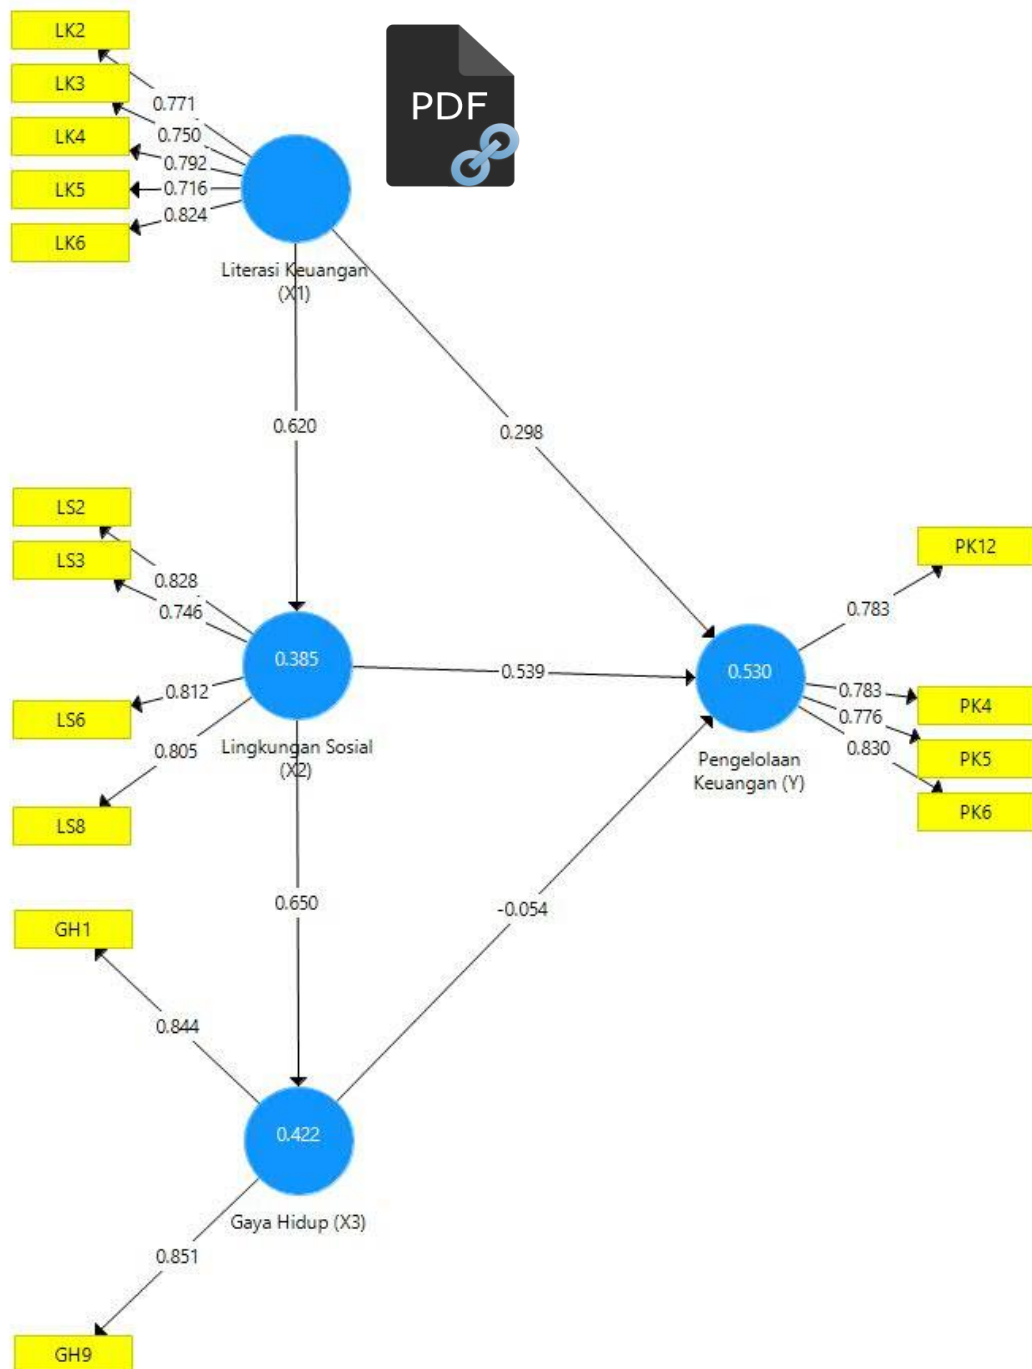 LK2
LK3
LK4
LK5
LK6
0.771
0.750
0.792
0.716
0.824
PDF
Literasi Keuangan
(X1)
0.620
0.298
LS2
LS3
LS6
LS8
0.828
0.746
0.812
0.805
0.385
Lingkungan Sosial
(X2)
0.539
0.530
Pengelolaan
Keuangan (Y)
PK12
0.783
0.783
0.776
0.830
PK4
PK5
PK6
0.650
-0.054
GH1
0.844
0.422
Gaya Hidup (X3)
0.851
GH9